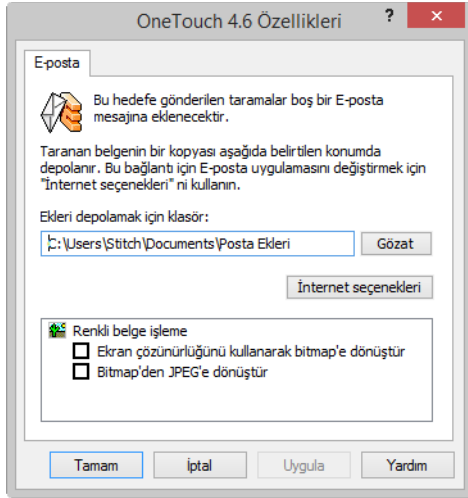 OneTouch 4.6 Özellikleri
E-posta
Bu hedefe gönderilen taramalar boş bir E-posta
mesajına eklenecektir.
Taranan belgenin bir kopyası aşağıda belirtilen konumda
depolanır. Bu bağlantı için E-posta uygulamasını değiştirmek için
"İnternet seçenekleri" ni kullanın.
Ekleri depolamak için klasör:
C:\Users\Stitch\Documents\Posta Ekleri
Gözat
İnternet seçenekleri
Renkli belge işleme
Ekran çözünürlüğünü kullanarak bitmap'e dönüştür
Bitmap'den JPEG'e dönüştür
Tamam İptal Uygula Yardım